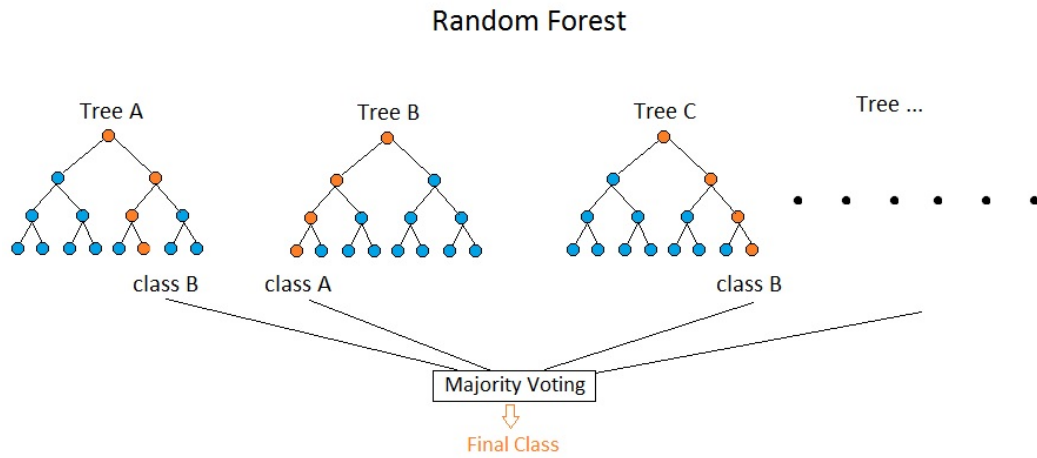 Random Forest
Tree A
Tree B
Tree C
Tree ...
class B
class A
class B
Majority Voting
Final Class